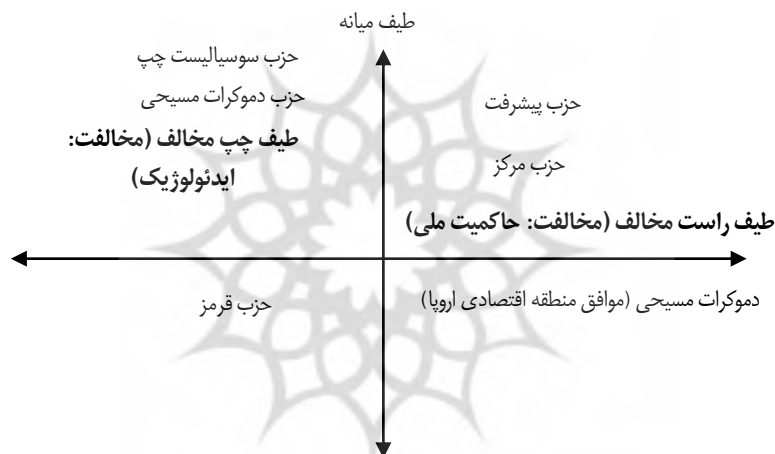 طیف میانه
حزب سوسیالیست چپ
حزب دموکرات مسیحی
طیف چپ مخالف (مخالفت:
ایدئولوژیک)
حزب پیشرفت
حزب مرکز
طیف راست مخالف (مخالفت: حاکمیت ملی)
دموکرات مسیحی (موافق منطقه اقتصادی اروپا)
حزب قرمز